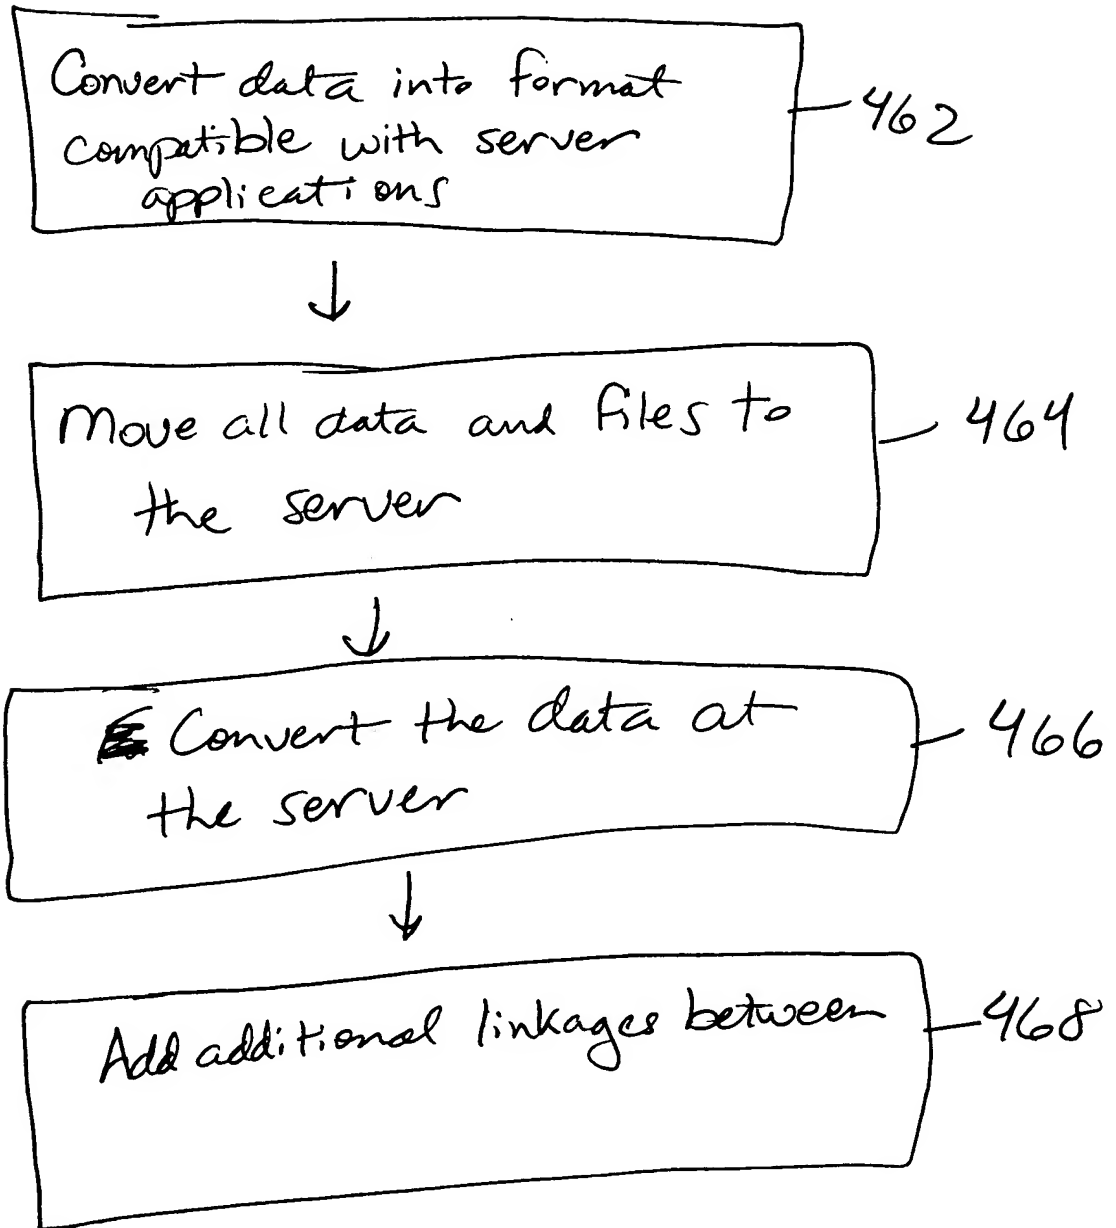 Convert data into format
compatible with server
applications
462
Move all data and files to
the server
464
Convert the data at
the server
466
Add additional linkages between
468